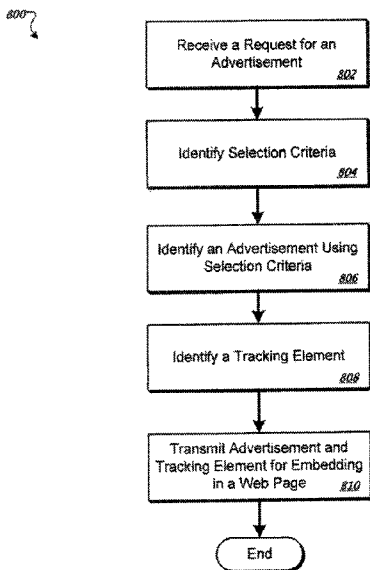 800
Receive a Request for an
Advertisement
802
Identify Selection Criteria
804
Identify an Advertisement Using
Selection Criteria
806
Identify a Tracking Element
808
Transmit Advertisement and
Tracking Element for Embedding
in a Web Page
810
End